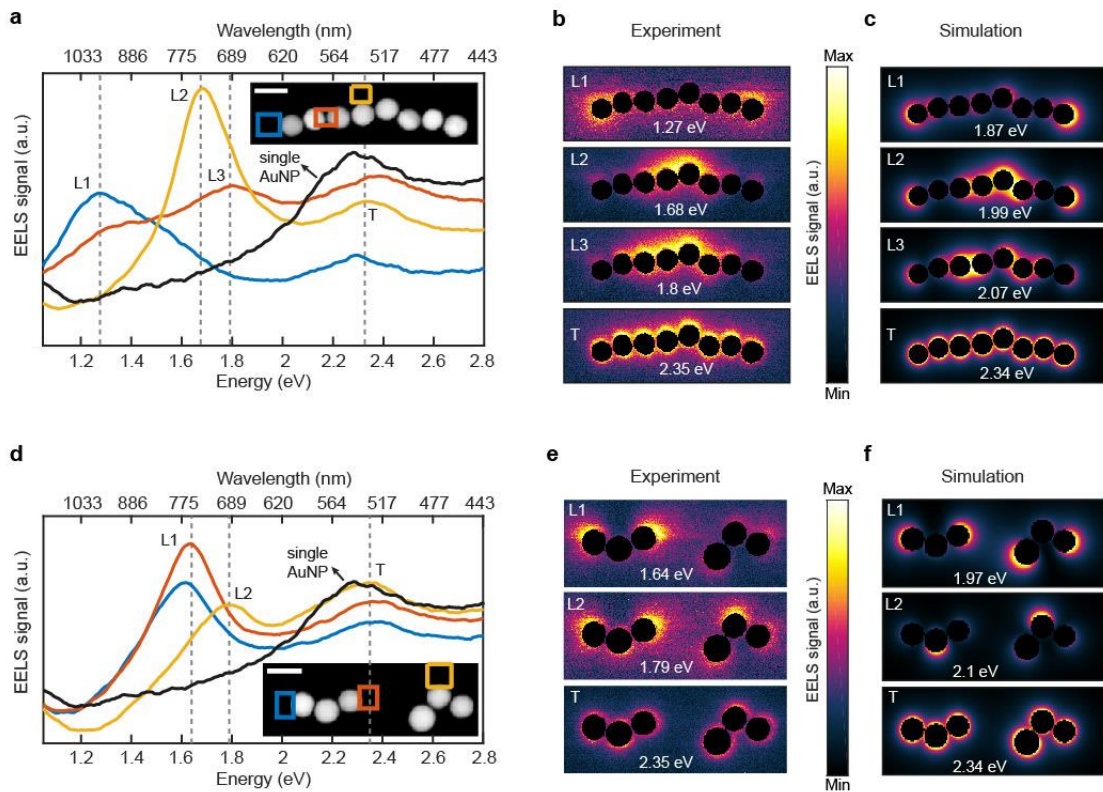 a
Wavelength (nm)
1033 886 775 689 620 564 517 477 443
L2
L1
L3
single
AuNP
T
EELS signal (a.u.)
1.2 1.4 1.6 1.8 2 2.2 2.4 2.6 2.8
Energy (eV)
b
Experiment
L1
1.27 eV
L2
1.68 eV
L3
1.8 eV
T
2.35 eV
Max
EELS signal (a.u.)
Min
c
Simulation
L1
1.87 eV
L2
1.99 eV
L3
2.07 eV
T
2.34 eV
d
Wavelength (nm)
1033 886 775 689 620 564 517 477 443
L1
L2
single
AuNP
T
EELS signal (a.u.)
1.2 1.4 1.6 1.8 2 2.2 2.4 2.6 2.8
Energy (eV)
e
Experiment
L1
1.64 eV
L2
1.79 eV
T
2.35 eV
Max
EELS signal (a.u.)
Min
f
Simulation
L1
1.97 eV
L2
2.1 eV
T
2.34 eV